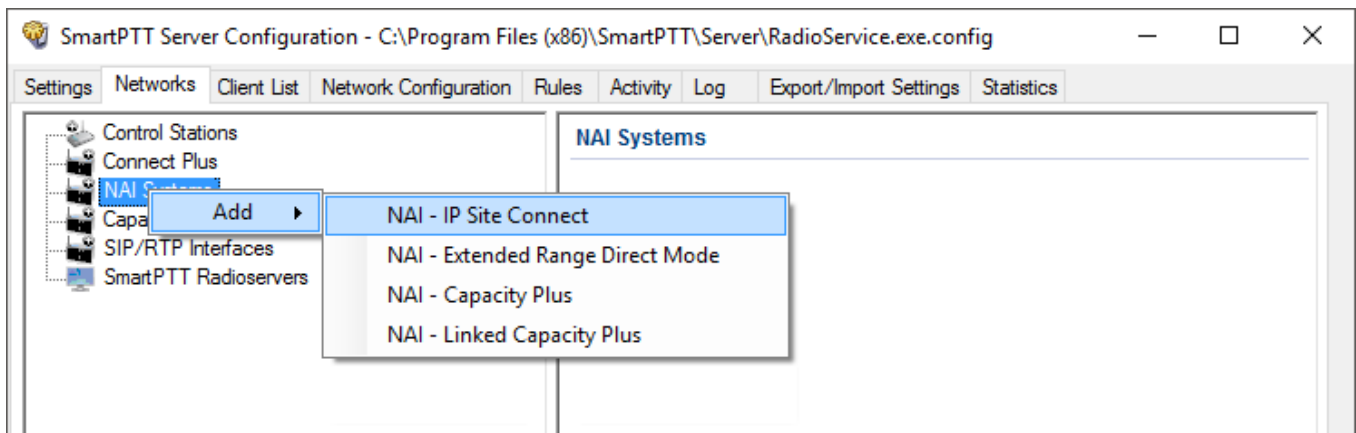 SmartPTT Server Configuration - C:\Program Files (x86)\SmartPTT\Server\RadioService.exe.config
Settings Networks Client List Network Configuration Rules Activity Log Export/Import Settings Statistics
Control Stations
Connect Plus
NAI Systems
Capa
SIP/RTP Interfaces
SmartPTT Radioservers
Add
NAI - IP Site Connect
NAI - Extended Range Direct Mode
NAI - Capacity Plus
NAI - Linked Capacity Plus
NAI Systems